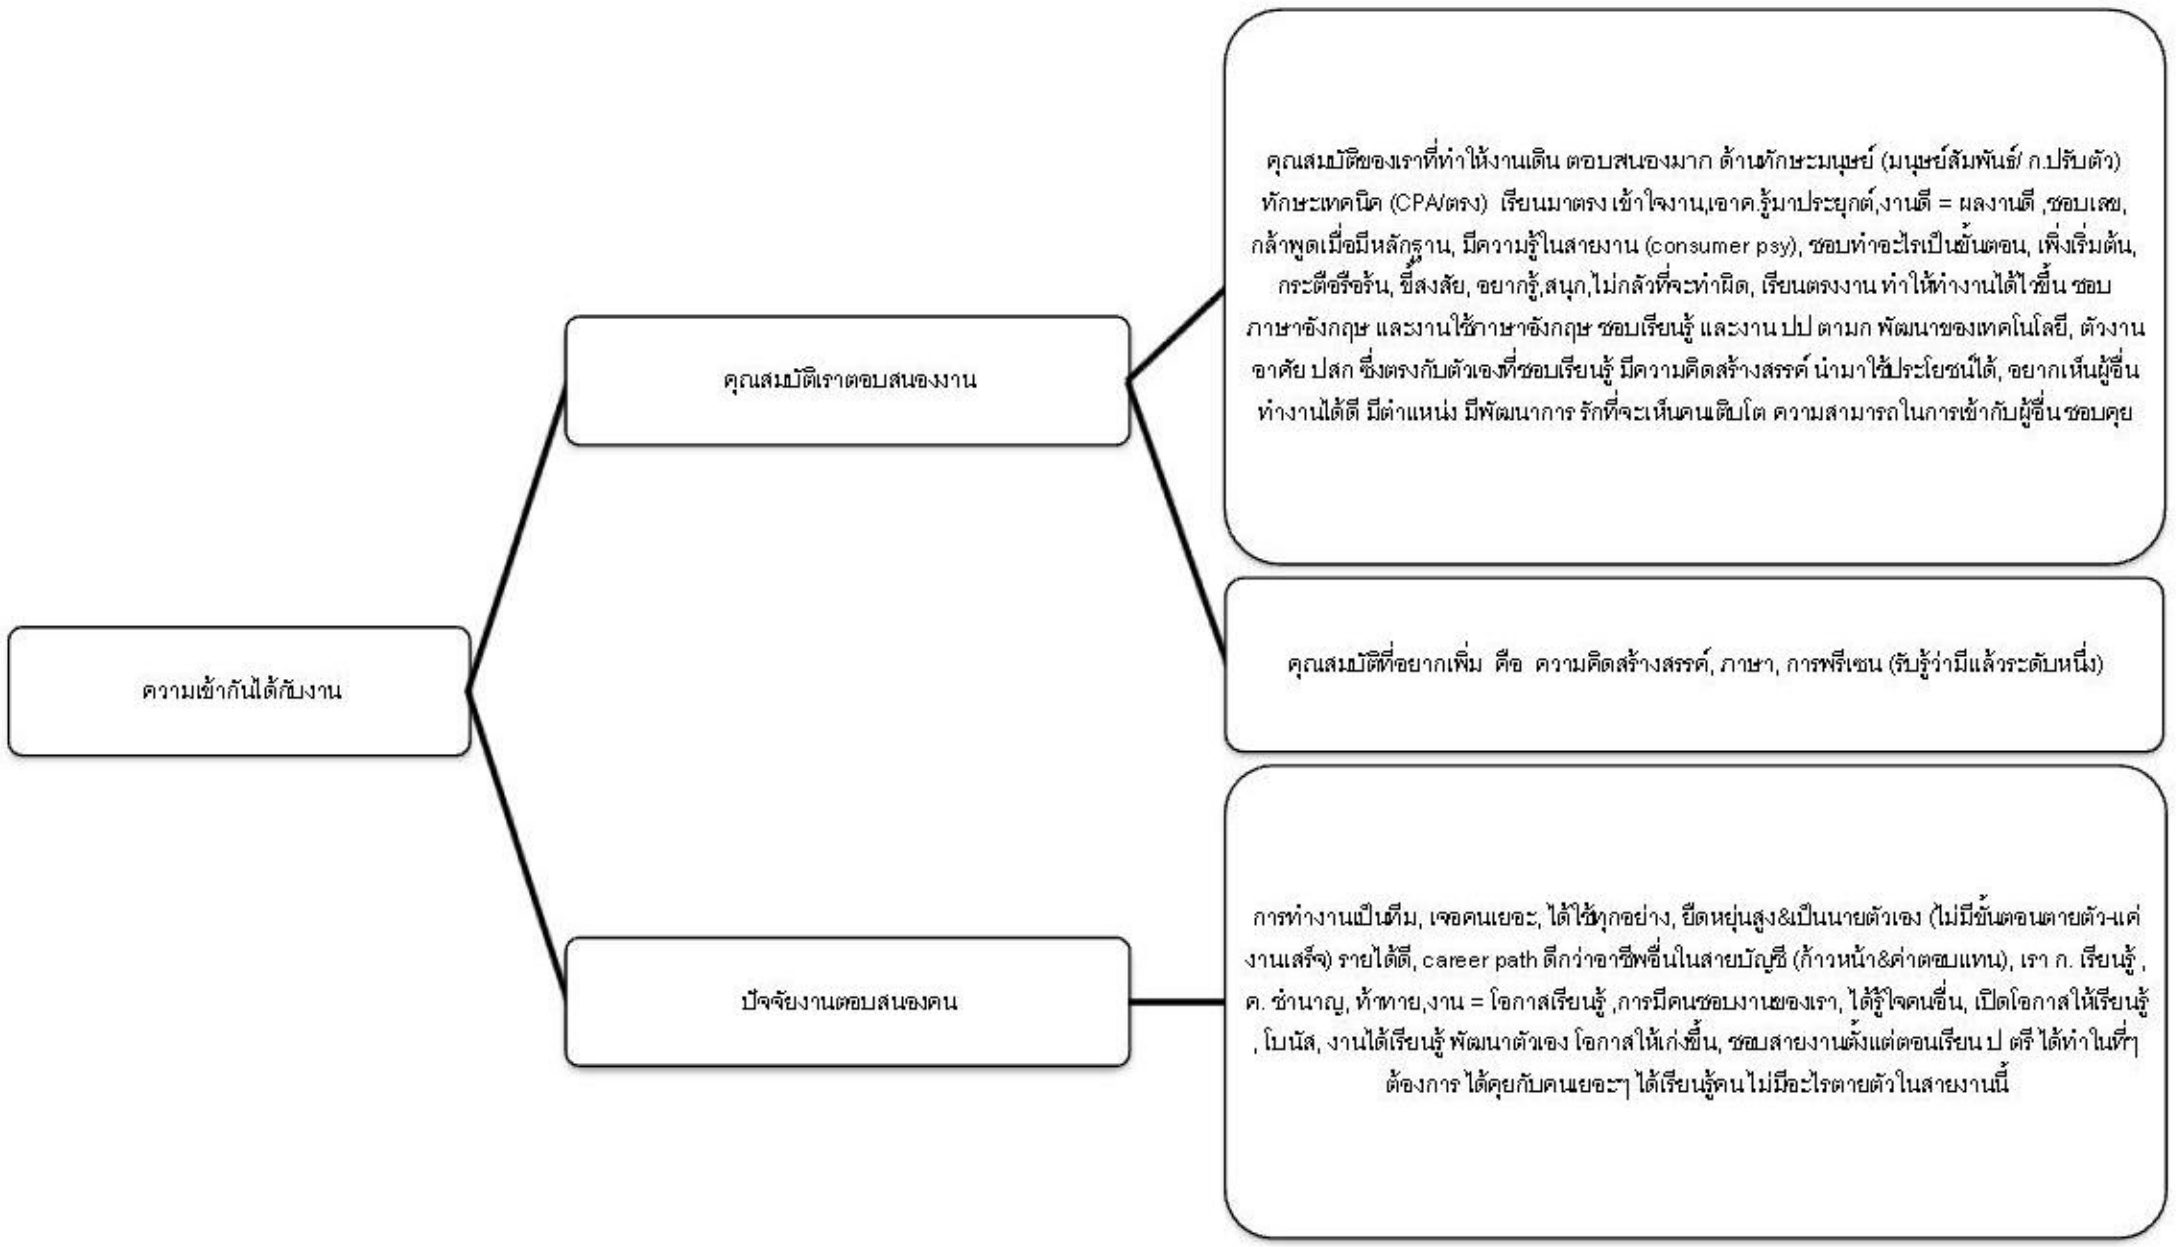 คุณสมบัติของเราที่ทำให้งานเดิน ตอบสนองมาก ด้านทักษะมนุษย์ (มนุษย์สัมพันธ์/ ก.ปรับตัว)
ทักษะเทคนิค (CPA/ตรง) เรียนมาตรง เข้าใจงาน,เอาค.รู้มาประยุกต์,งานดี = ผลงานดี ,ชอบเลข,
กล้าพูดเมื่อมีหลักฐาน, มีความรู้ในสายงาน (consumer psy), ชอบทำอะไรเป็นขั้นตอน, เพิ่งเริ่มต้น,
กระตือรือร้น, ขี้สงสัย, อยากรู้,สนุก,ไม่กลัวที่จะทำผิด, เรียนตรงงาน ทำให้ทำงานได้ไวขึ้น ชอบ
ภาษาอังกฤษ และงานใช้ภาษาอังกฤษ ชอบเรียนรู้ และงาน ปป ตามก พัฒนาของเทคโนโลยี, ตัวงาน
อาศัย ปสก ซึ่งตรงกับตัวเองที่ชอบเรียนรู้ มีความคิดสร้างสรรค์ นำมาใช้ประโยชน์ได้, อยากเห็นผู้อื่น
ทำงานได้ดี มีตำแหน่ง มีพัฒนาการ รักที่จะเห็นคนเติบโต ความสามารถในการเข้ากับผู้อื่น ชอบคุย
คุณสมบัติเราตอบสนองงาน
คุณสมบัติที่อยากเพิ่ม คือ ความคิดสร้างสรรค์, ภาษา, การพรีเซน (รับรู้ว่ามีแล้วระดับหนึ่ง)
ความเข้ากันได้กับงาน
การทำงานเป็นทีม, เจอคนเยอะ, ได้ใช้ทุกอย่าง, ยืดหยุ่นสูง&เป็นนายตัวเอง (ไม่มีขั้นตอนตายตัว-แค่
งานเสร็จ) รายได้ดี, career path ดีกว่าอาชีพอื่นในสายบัญชี (ก้าวหน้า&ค่าตอบแทน), เรา ก. เรียนรู้ ,
ค. ชำนาญ, ท้าทาย,งาน = โอกาสเรียนรู้ ,การมีคนชอบงานของเรา, ได้รู้ใจคนอื่น, เปิดโอกาสให้เรียนรู้
, โบนัส, งานได้เรียนรู้ พัฒนาตัวเอง โอกาสให้เก่งขึ้น, ชอบสายงานตั้งแต่ตอนเรียน ป ตรี ได้ทำในที่ๆ
ต้องการ ได้คุยกับคนเยอะๆ ได้เรียนรู้คน ไม่มีอะไรตายตัวในสายงานนี้
ปัจจัยงานตอบสนองคน